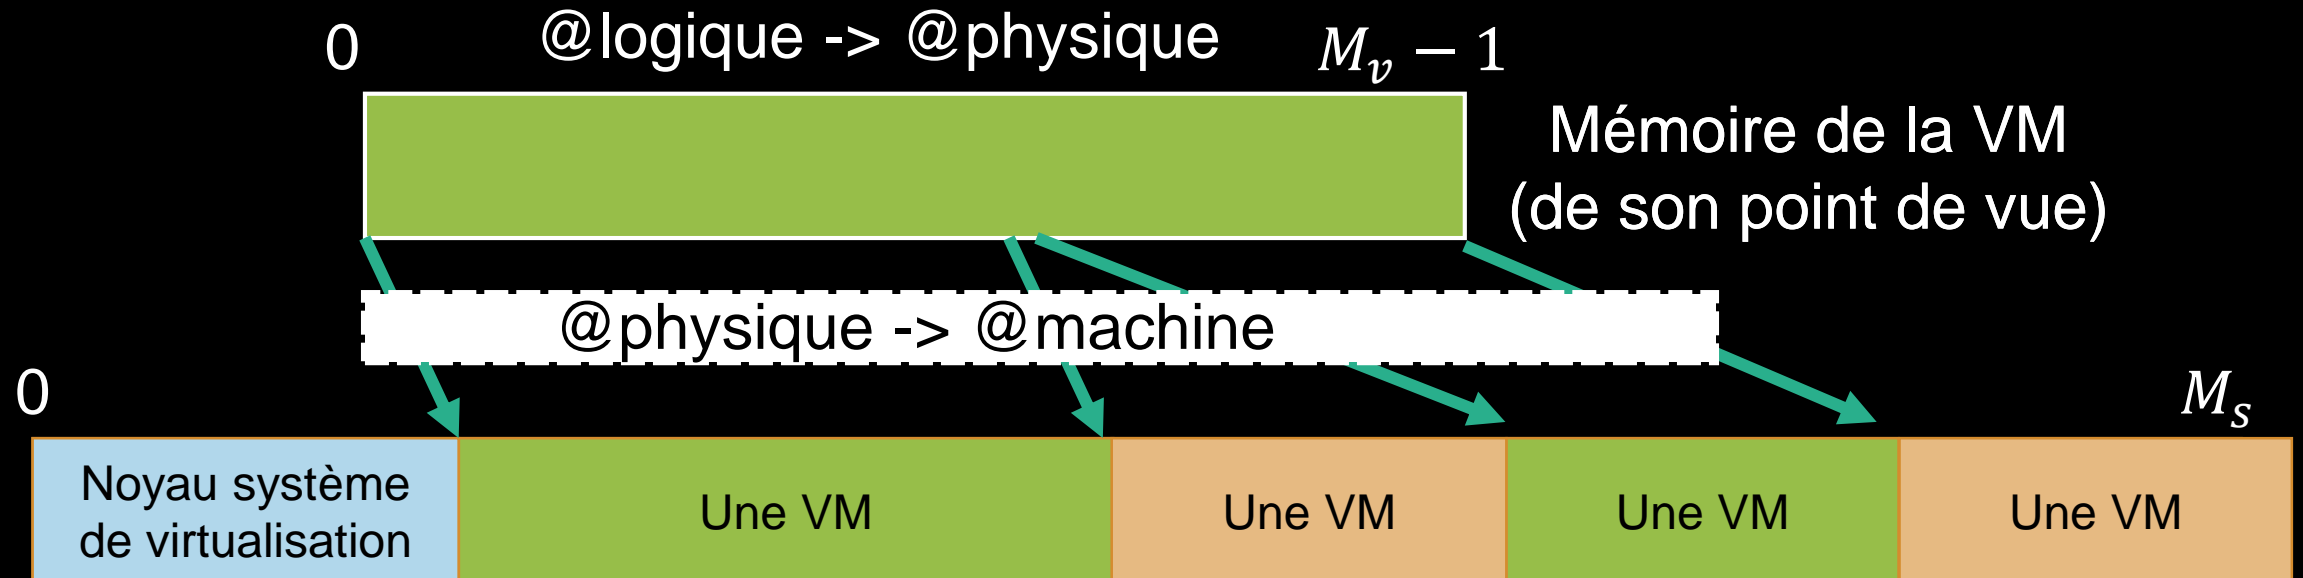 0
@logique -> @physique
M_v − 1
Mémoire de la VM
(de son point de vue)
@physique -> @machine
0
M_s
Noyau système
de virtualisation
Une VM
Une VM
Une VM
Une VM